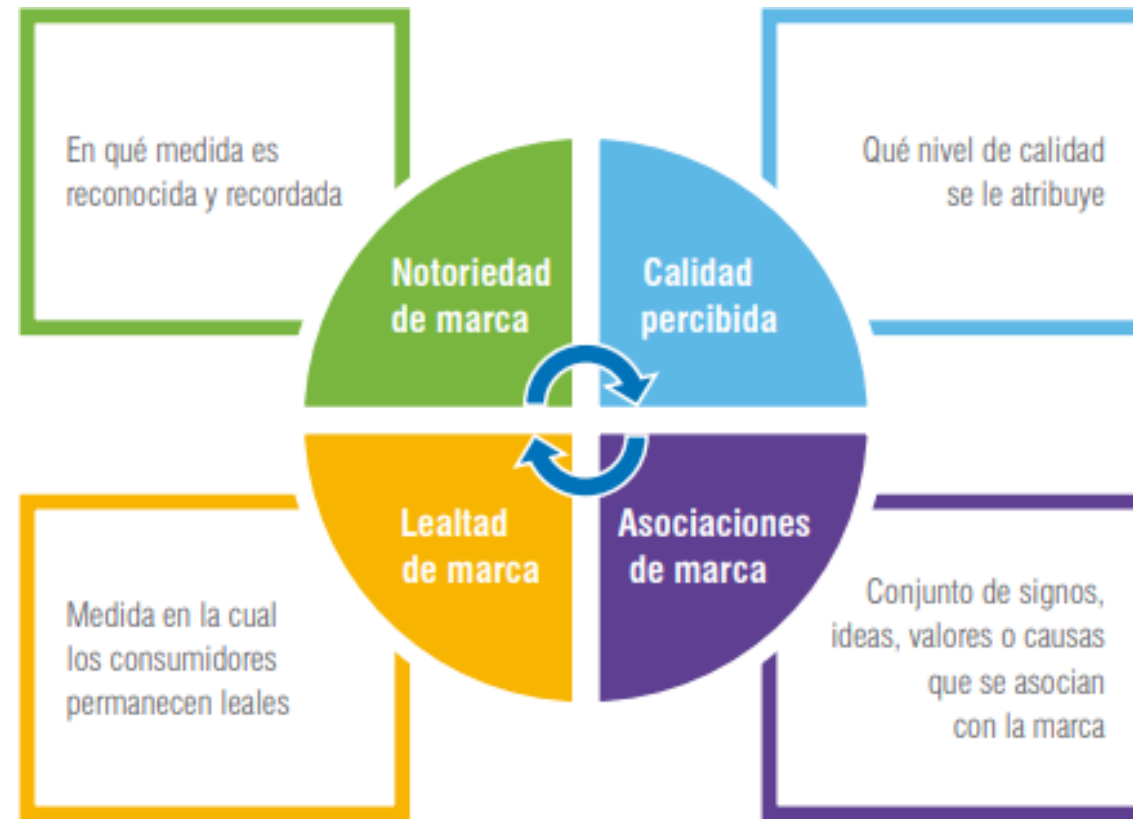 En qué medida es
reconocida y recordada
Qué nivel de calidad
se le atribuye
Notoriedad
de marca
Calidad
percibida
Lealtad
de marca
Asociaciones
de marca
Medida en la cual
los consumidores
permanecen leales
Conjunto de signos,
ideas, valores o causas
que se asocian
con la marca